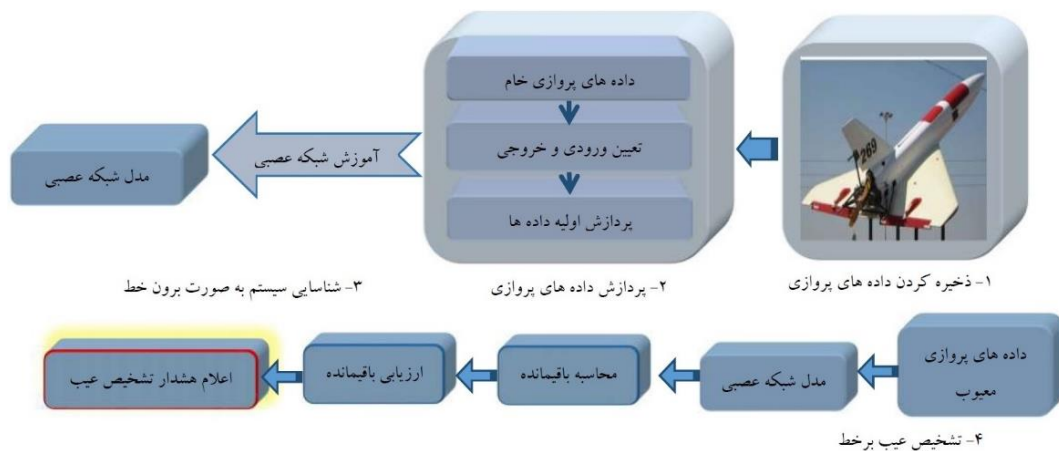 داده های پروازی خام
تعیین ورودی و خروجی
پردازش اولیه داده ها
269
آموزش شبکه عصبی
مدل شبکه عصبی
۱- ذخیره کردن داده های پروازی
۲- پردازش داده های پروازی
۳- شناسایی سیستم به صورت برون خط
داده های پروازی
معیوب
مدل شبکه عصبی
محاسبه باقیمانده
ارزیابی باقیمانده
اعلام هشدار تشخیص عیب
۴- تشخیص عیب برخط